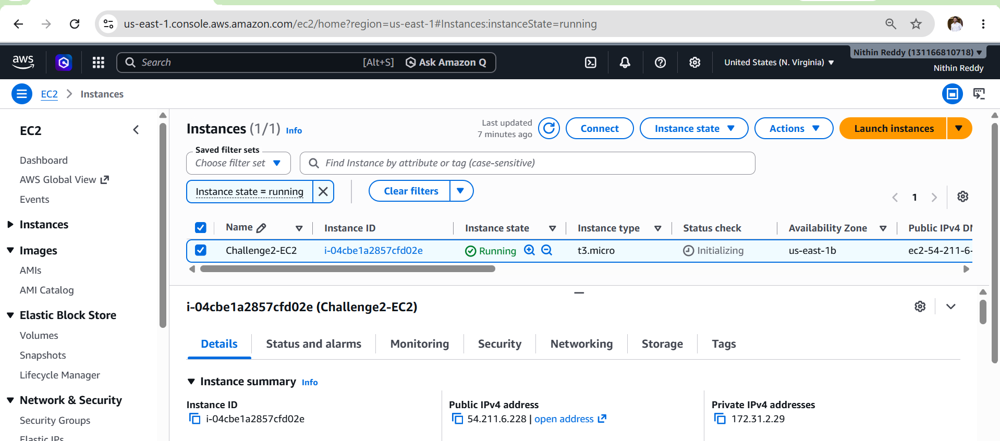 us-east-1.console.aws.amazon.com/ec2/home?region=us-east-1#Instances:instanceState=running
aws
Search [Alt+S] Ask Amazon Q
United States (N. Virginia)
Nithin Reddy (131166810718)
Nithin Reddy
EC2 Instances
EC2
Dashboard
AWS Global View
Events
Instances
Images
AMIs
AMI Catalog
Elastic Block Store
Volumes
Snapshots
Lifecycle Manager
Network & Security
Security Groups
Elastic IPs
Instances (1/1) Info
Last updated
7 minutes ago
Connect
Instance state
Actions
Launch instances
Saved filter sets
Choose filter set
Find Instance by attribute or tag (case-sensitive)
Instance state = running
Clear filters
1
Name Instance ID Instance state Instance type Status check Availability Zone Public IPv4 DN
Challenge2-EC2 i-04cbe1a2857cfd02e Running t3.micro Initializing us-east-1b ec2-54-211-6-
i-04cbe1a2857cfd02e (Challenge2-EC2)
Details Status and alarms Monitoring Security Networking Storage Tags
Instance summary Info
Instance ID
i-04cbe1a2857cfd02e
Public IPv4 address
54.211.6.228 | open address
Private IPv4 addresses
172.31.2.29